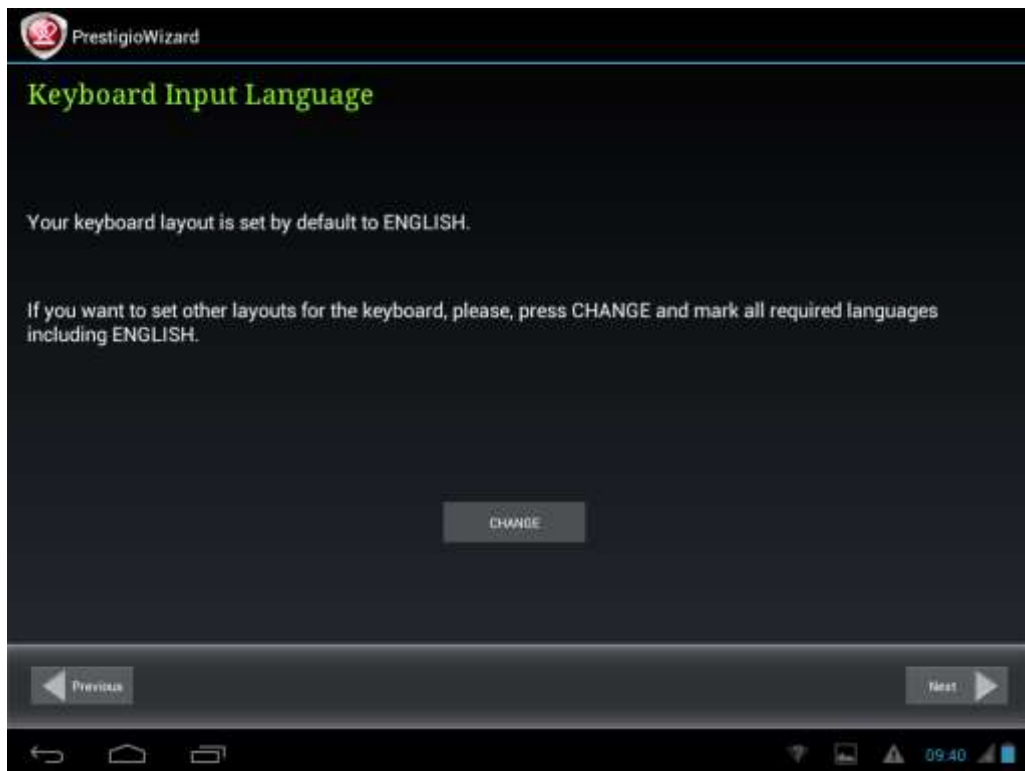 PrestigioWizard
Keyboard Input Language
Your keyboard layout is set by default to ENGLISH.
If you want to set other layouts for the keyboard, please, press CHANGE and mark all required languages
including ENGLISH.
CHANGE
Previous
Next
09:40